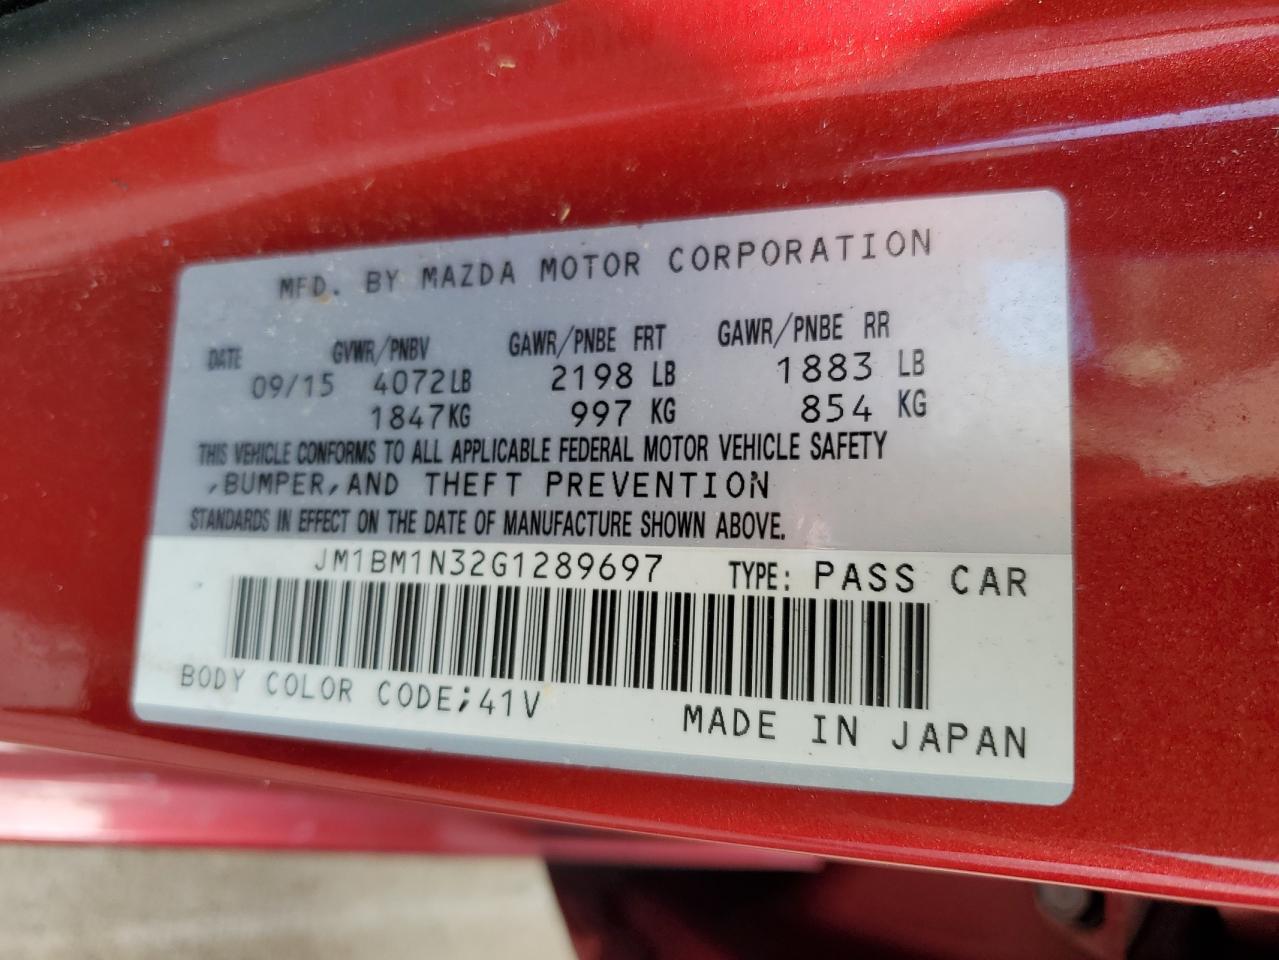 MFD. BY MAZDA MOTOR CORPORATION
DATE GVWR/PNBV GAWR/PNBE FRT GAWR/PNBE RR
09/15 4072LB 2198 LB 1883 LB
1847KG 997 KG 854 KG
THIS VEHICLE CONFORMS TO ALL APPLICABLE FEDERAL MOTOR VEHICLE SAFETY
,BUMPER,AND THEFT PREVENTION
STANDARDS IN EFFECT ON THE DATE OF MANUFACTURE SHOWN ABOVE.
JM1BM1N32G1289697 TYPE: PASS CAR
BODY COLOR CODE;41V
MADE IN JAPAN